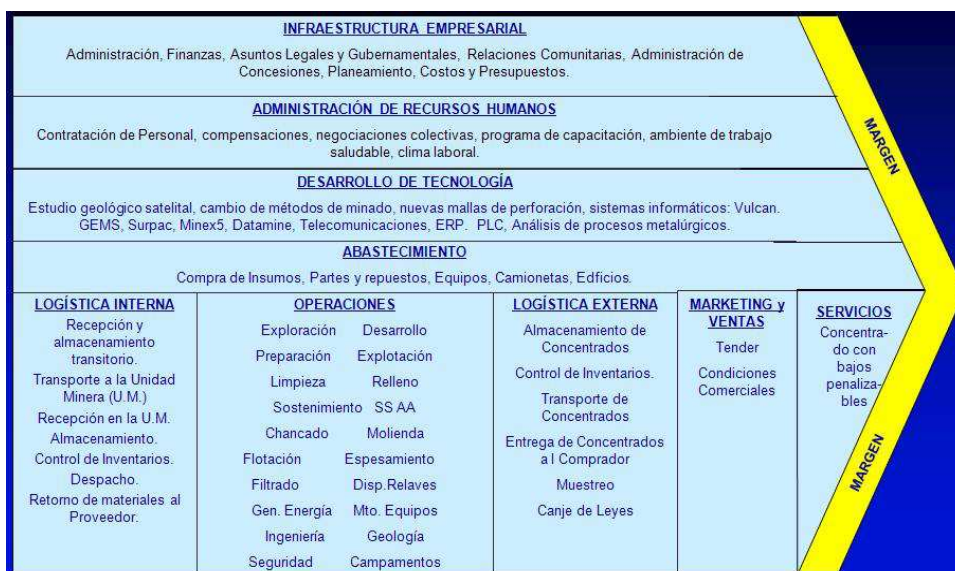 INFRAESTRUCTURA EMPRESARIAL
Administración, Finanzas, Asuntos Legales y Gubernamentales, Relaciones Comunitarias, Administración de
Concesiones, Planeamiento, Costos y Presupuestos.
ADMINISTRACIÓN DE RECURSOS HUMANOS
Contratación de Personal, compensaciones, negociaciones colectivas, programa de capacitación, ambiente de trabajo
saludable, clima laboral.
DESARROLLO DE TECNOLOGÍA
Estudio geológico satelital, cambio de métodos de minado, nuevas mallas de perforación, sistemas informáticos: Vulcan.
GEMS, Surpac, Minex5, Datamine, Telecomunicaciones, ERP. PLC, Análisis de procesos metalúrgicos.
ABASTECIMIENTO
Compra de Insumos, Partes y repuestos, Equipos, Camionetas, Edficios.
LOGÍSTICA INTERNA
Recepción y
almacenamiento
transitorio.
Transporte a la Unidad
Minera (U.M.)
Recepción en la U.M.
Almacenamiento.
Control de Inventarios.
Despacho.
Retorno de materiales al
Proveedor.
OPERACIONES
Exploración Desarrollo
Preparación Explotación
Limpieza Relleno
Sostenimiento SS AA
Chancado Molienda
Flotación Espesamiento
Filtrado Disp.Relaves
Gen. Energía Mto. Equipos
Ingeniería Geología
Seguridad Campamentos
LOGÍSTICA EXTERNA
Almacenamiento de
Concentrados
Control de Inventarios.
Transporte de
Concentrados
Entrega de Concentrados
a l Comprador
Muestreo
Canje de Leyes
MARKETING y
VENTAS
Tender
Condiciones
Comerciales
SERVICIOS
Concentra-
do con
bajos
penaliza-
bles
MARGEN
MARGEN